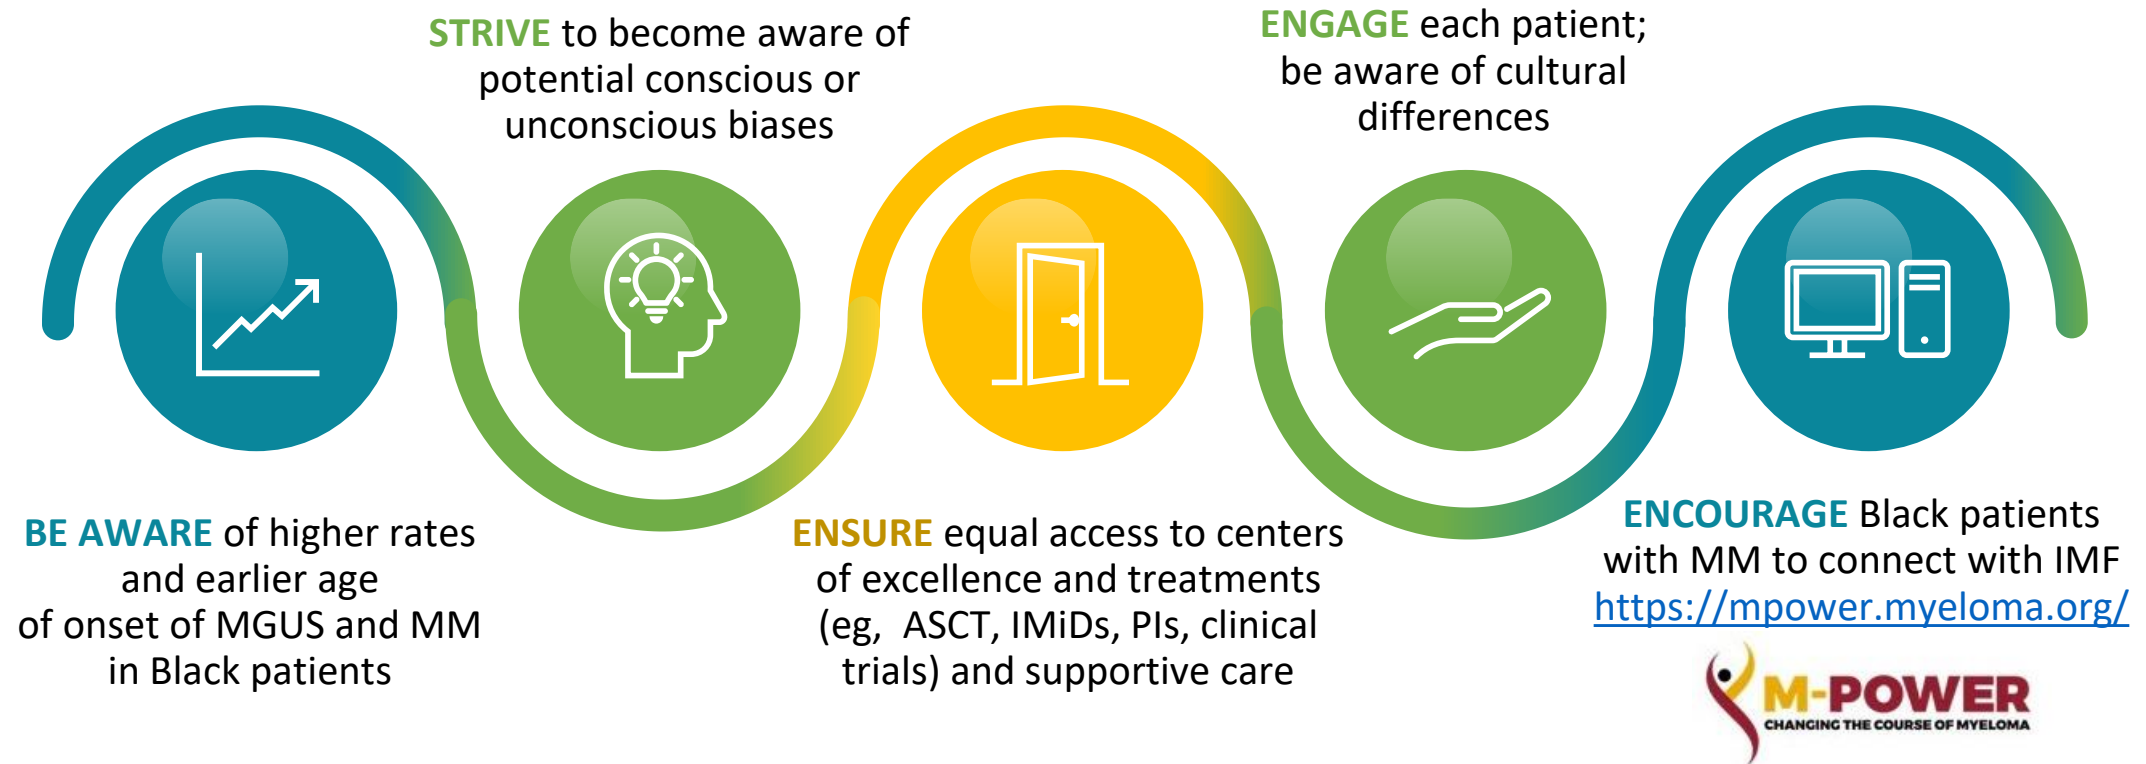 STRIVE to become aware of
potential conscious or
unconscious biases
ENGAGE each patient;
be aware of cultural
differences
BE AWARE of higher rates
and earlier age
of onset of MGUS and MM
in Black patients
ENSURE equal access to centers
of excellence and treatments
(eg, ASCT, IMiDs, PIs, clinical
trials) and supportive care
ENCOURAGE Black patients
with MM to connect with IMF
https://mpower.myeloma.org/
M-POWER
CHANGING THE COURSE OF MYELOMA